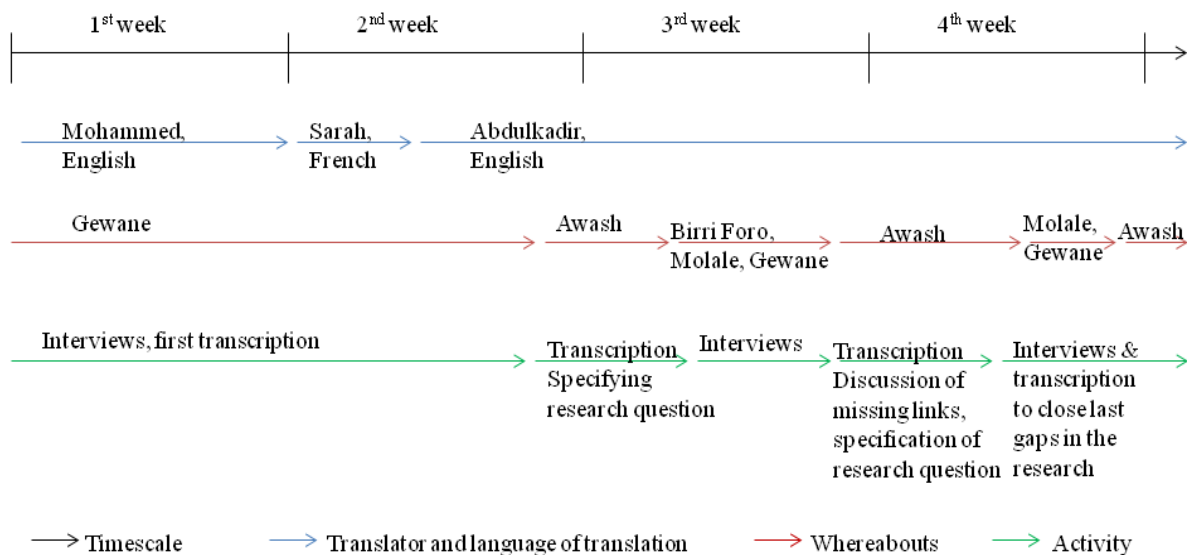 1st week 2nd week 3rd week 4th week
Mohammed, English
Sarah, French
Abdulkadir, English
Gewane
Awash
Birri Foro, Molale, Gewane
Awash
Molale, Gewane
Awash
Interviews, first transcription
Transcription
Specifying
research question
Interviews
Transcription
Discussion of
missing links,
specification of
research question
Interviews &
transcription
to close last
gaps in the
research
Timescale Translator and language of translation Whereabouts Activity